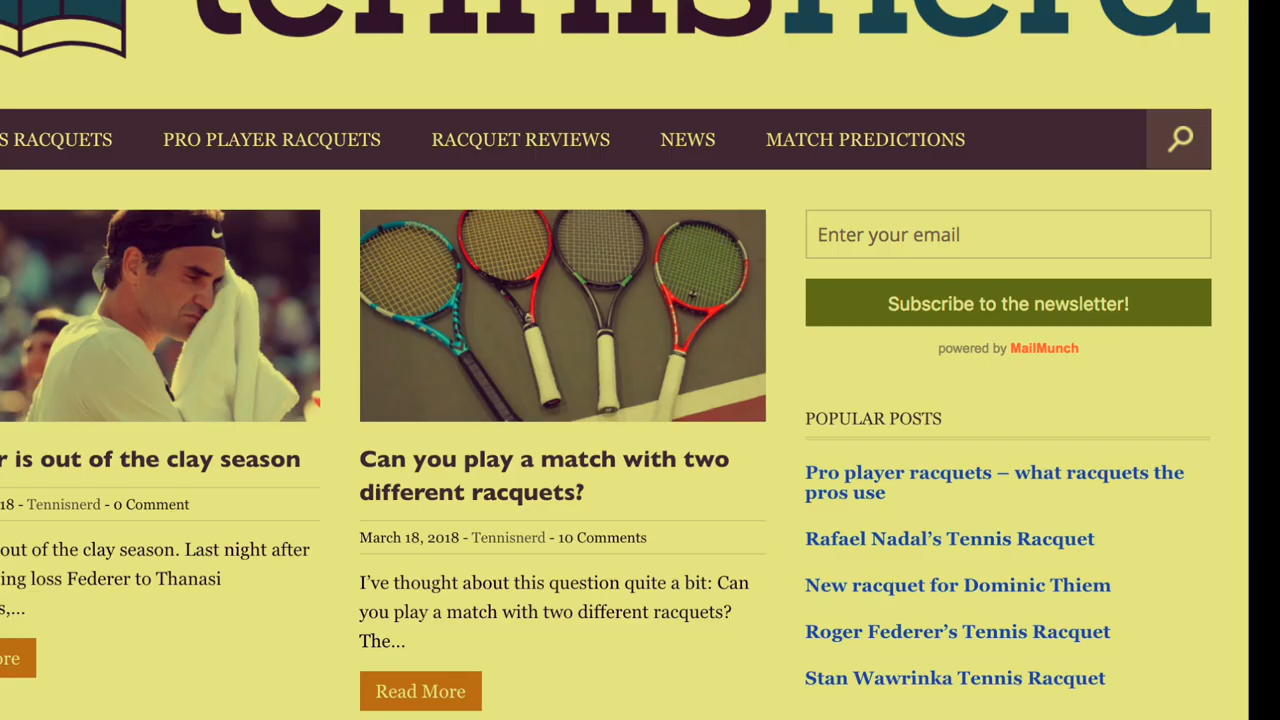 tennisnerd
S RACQUETS PRO PLAYER RACQUETS RACQUET REVIEWS NEWS MATCH PREDICTIONS
r is out of the clay season
18 - Tennisnerd - 0 Comment
out of the clay season. Last night after
ing loss Federer to Thanasi
s,...
ore
Can you play a match with two
different racquets?
March 18, 2018 - Tennisnerd - 10 Comments
I've thought about this question quite a bit: Can
you play a match with two different racquets?
The...
Read More
Enter your email
Subscribe to the newsletter!
powered by MailMunch
POPULAR POSTS
Pro player racquets – what racquets the
pros use
Rafael Nadal's Tennis Racquet
New racquet for Dominic Thiem
Roger Federer's Tennis Racquet
Stan Wawrinka Tennis Racquet